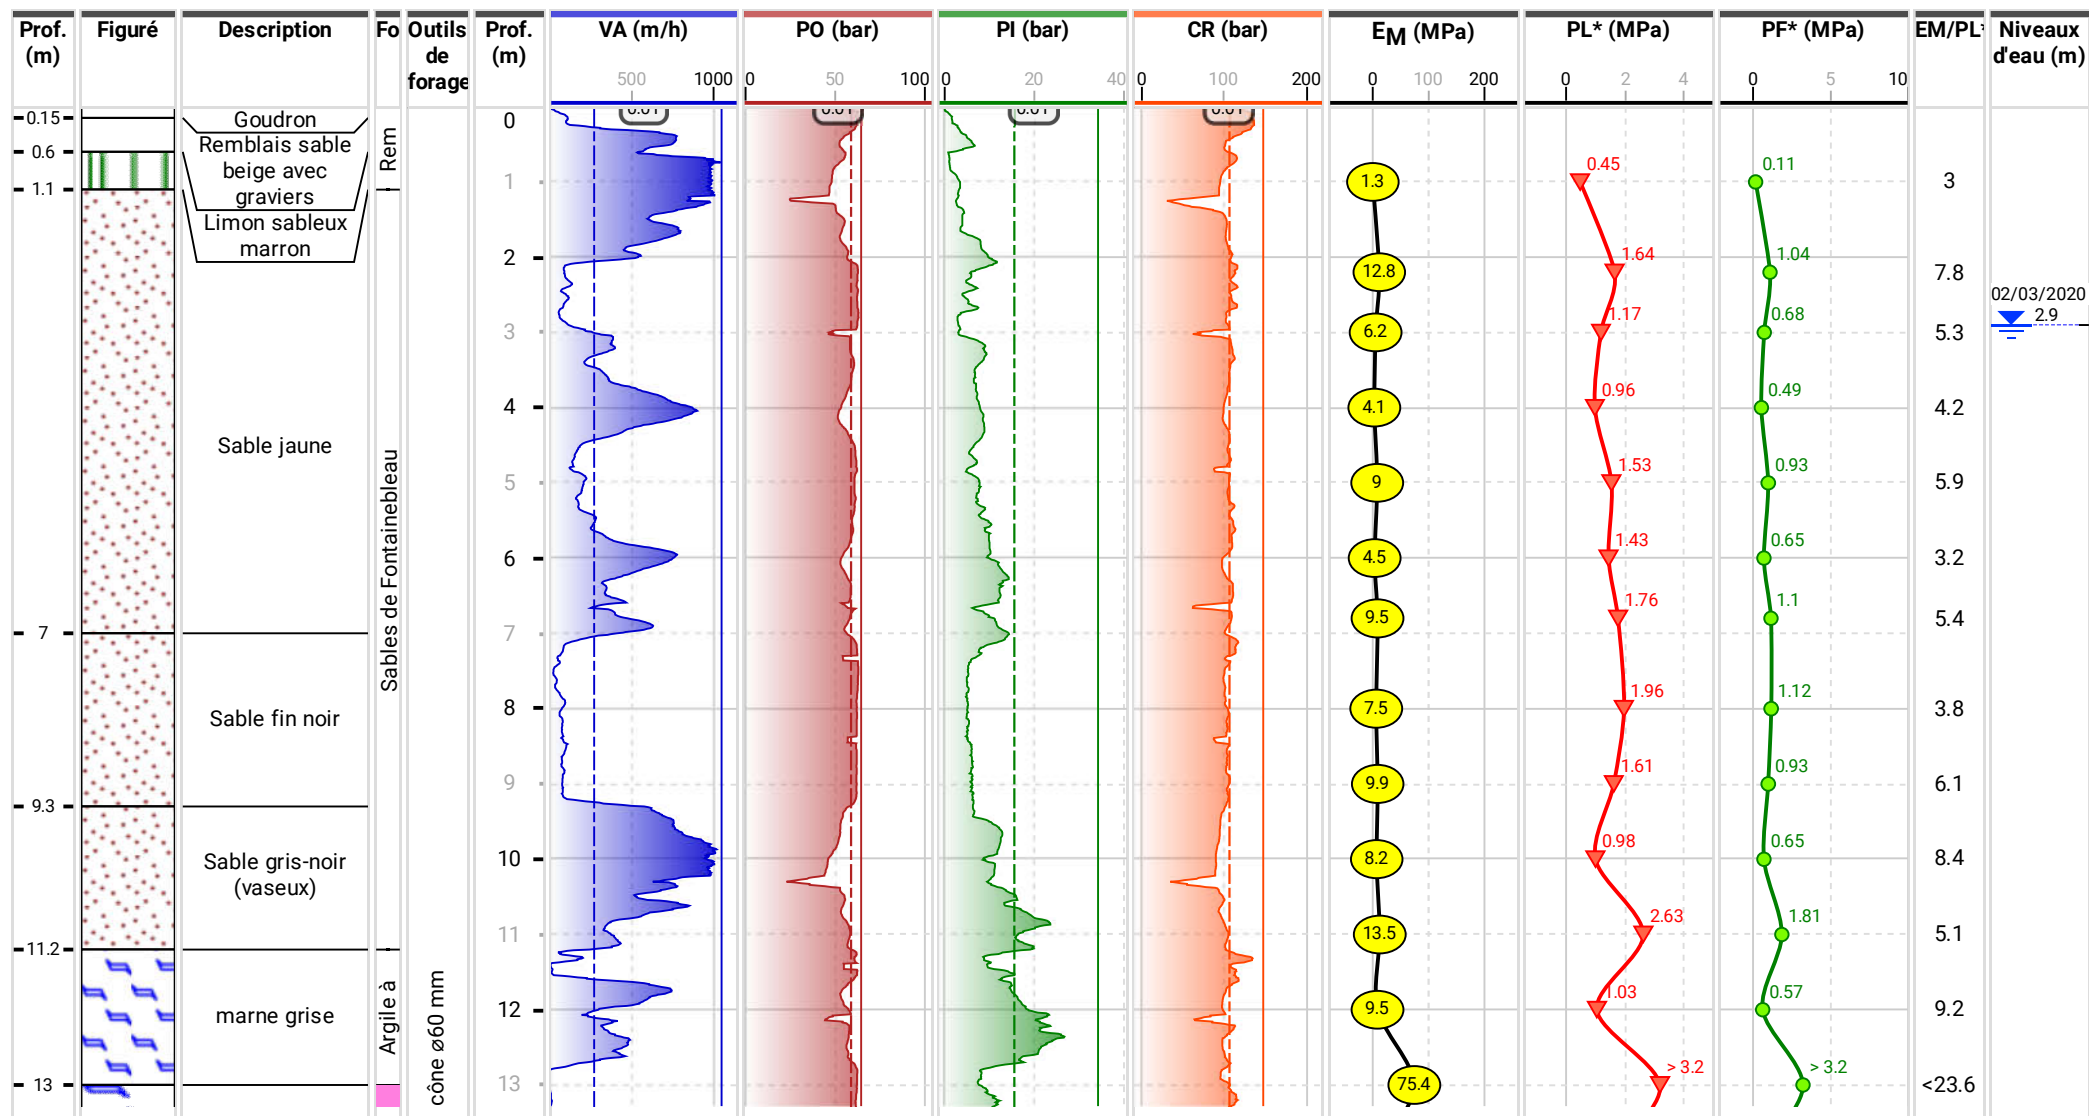 Prof. (m)
Figuré
Description
Fo
Outils de forage
Prof. (m)
VA (m/h)
500 1000
PO (bar)
0 50 100
PI (bar)
0 20 40
CR (bar)
0 100 200
EM (MPa)
0 100 200
PL* (MPa)
0 2 4
PF* (MPa)
0 5 10
EM/PL*
Niveaux d'eau (m)
0.15
0.6
1.1
7
9.3
11.2
13
Goudron
Remblais sable
beige avec
graviers
Limon sableux
marron
Sable jaune
Sable fin noir
Sable gris-noir
(vaseux)
marne grise
Rem
Sables de Fontainebleau
Argile à
cône ø60 mm
0
1
2
3
4
5
6
7
8
9
10
11
12
13
0.01
0.01
0.01
0.01
1.3
12.8
6.2
4.1
9
4.5
9.5
7.5
9.9
8.2
13.5
9.5
75.4
0.45
1.64
1.17
0.96
1.53
1.43
1.76
1.96
1.61
0.98
2.63
1.03
> 3.2
0.11
1.04
0.68
0.49
0.93
0.65
1.1
1.12
0.93
0.65
1.81
0.57
> 3.2
3
7.8
5.3
4.2
5.9
3.2
5.4
3.8
6.1
8.4
5.1
9.2
<23.6
02/03/2020
2.9